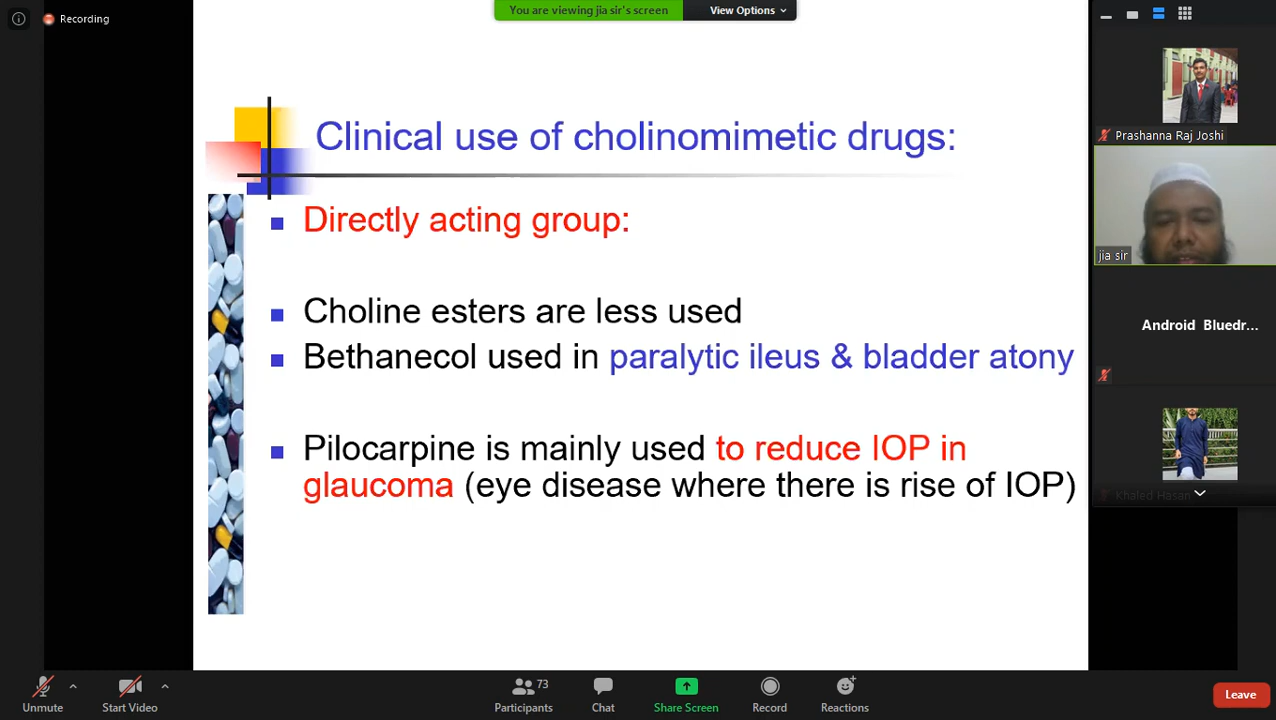 Recording
You are viewing jia sir's screen
View Options
Clinical use of cholinomimetic drugs:
Directly acting group:
Choline esters are less used
Bethanecol used in paralytic ileus & bladder atony
Pilocarpine is mainly used to reduce IOP in
glaucoma (eye disease where there is rise of IOP)
Prashanna Raj Joshi
jia sir
Android Bluedr...
Khaled Hasan
Unmute
Start Video
73
Participants
Chat
Share Screen
Record
Reactions
Leave